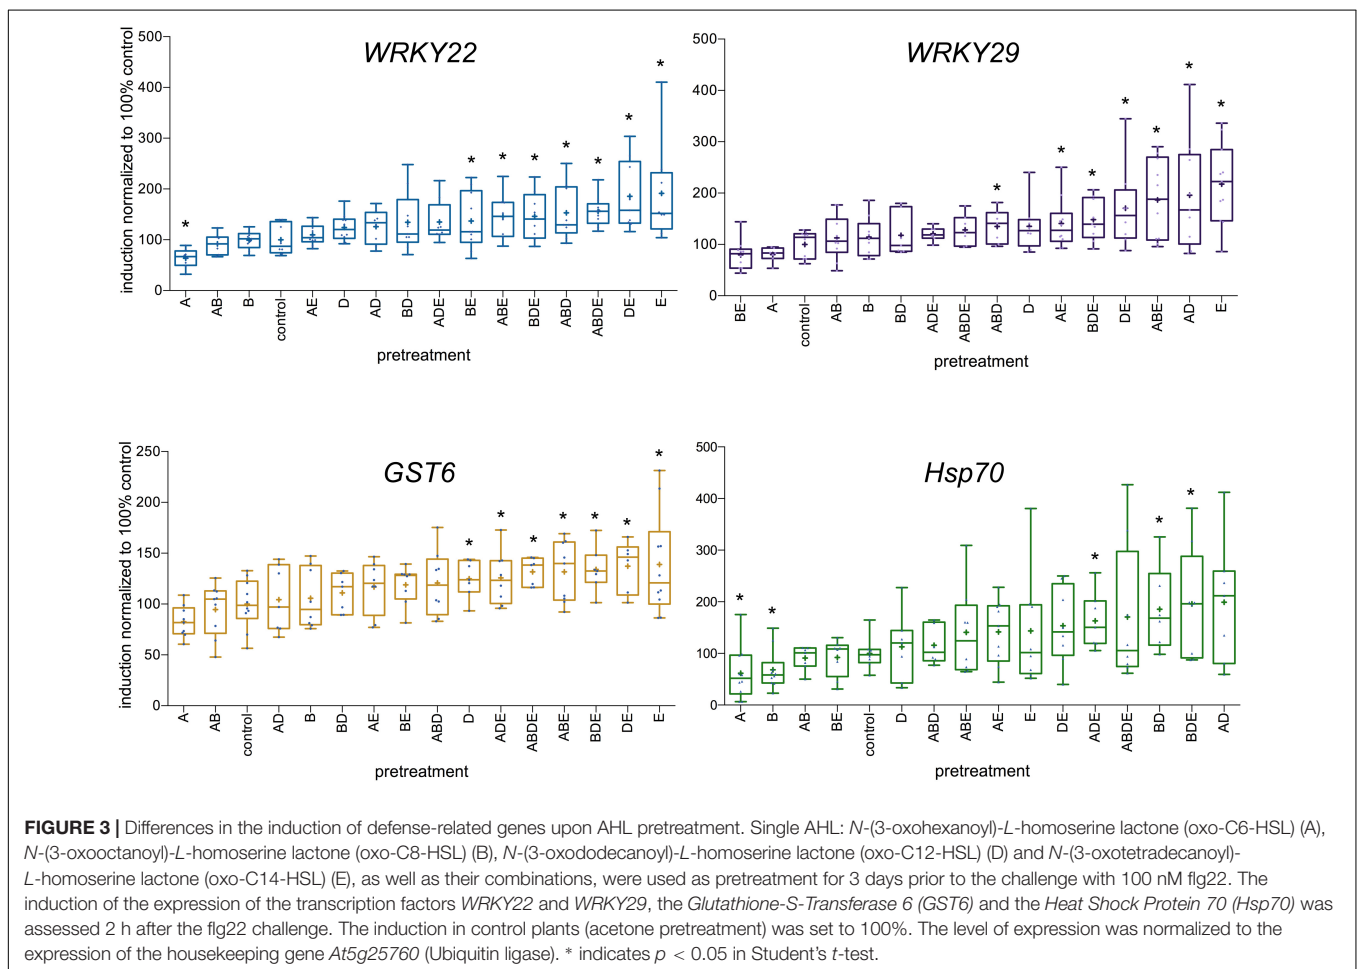 WRKY22
induction normalized to 100% control
500
400
300
200
100
0
*
*
*
*
*
*
*
*
A
AB
B
control
AE
D
AD
BD
ADE
BE
ABE
BDE
ABD
ABDE
DE
E
pretreatment
WRKY29
500
400
300
200
100
0
*
*
*
*
*
*
*
BE
A
control
AB
B
BD
ADE
ABDE
ABD
D
AE
BDE
DE
ABE
AD
E
pretreatment
GST6
induction normalized to 100% control
250
200
150
100
50
0
*
*
*
*
*
*
*
A
AB
control
AD
B
BD
AE
BE
ABD
D
ADE
ABDE
ABE
BDE
DE
E
pretreatment
Hsp70
500
400
300
200
100
0
*
*
*
*
*
A
B
AB
BE
control
D
ABD
ABE
AE
E
DE
ADE
ABDE
BD
BDE
AD
pretreatment
FIGURE 3 | Differences in the induction of defense-related genes upon AHL pretreatment. Single AHL: N-(3-oxohexanoyl)-L-homoserine lactone (oxo-C6-HSL) (A),
N-(3-oxooctanoyl)-L-homoserine lactone (oxo-C8-HSL) (B), N-(3-oxododecanoyl)-L-homoserine lactone (oxo-C12-HSL) (D) and N-(3-oxotetradecanoyl)-
L-homoserine lactone (oxo-C14-HSL) (E), as well as their combinations, were used as pretreatment for 3 days prior to the challenge with 100 nM flg22. The
induction of the expression of the transcription factors WRKY22 and WRKY29, the Glutathione-S-Transferase 6 (GST6) and the Heat Shock Protein 70 (Hsp70) was
assessed 2 h after the flg22 challenge. The induction in control plants (acetone pretreatment) was set to 100%. The level of expression was normalized to the
expression of the housekeeping gene At5g25760 (Ubiquitin ligase). * indicates p < 0.05 in Student's t-test.